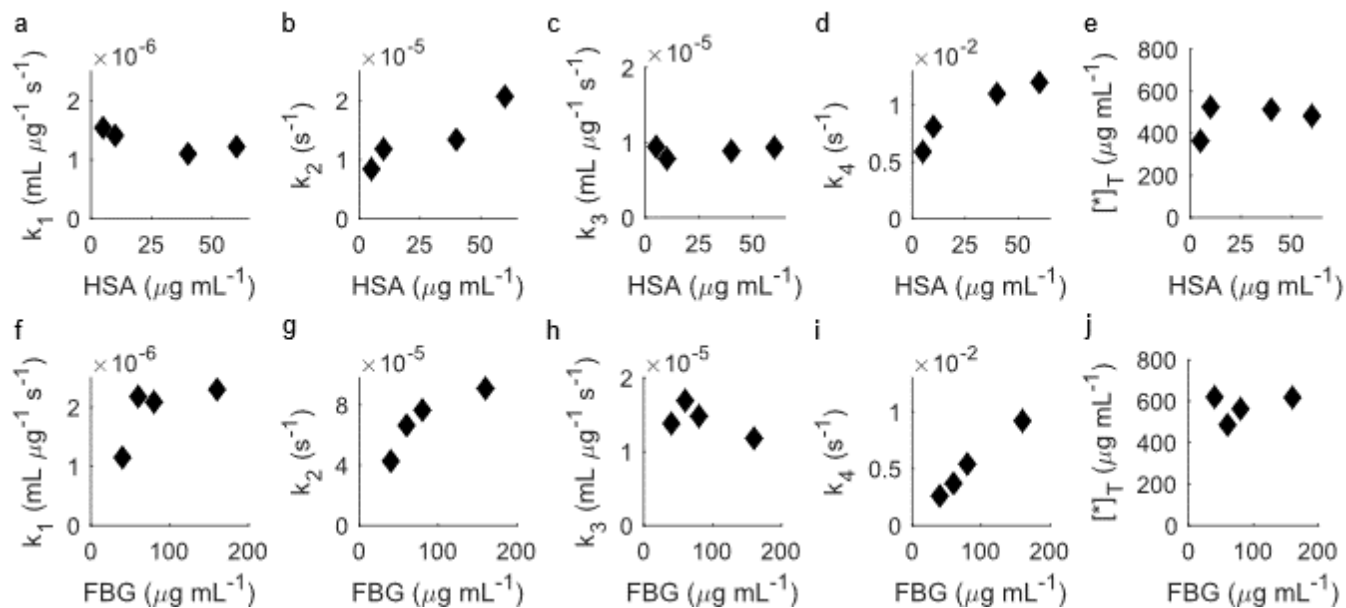 a
× 10⁻⁶
k₁ (mL μg⁻¹ s⁻¹)
2
1
0
0 25 50
HSA (μg mL⁻¹)
b
× 10⁻⁵
k₂ (s⁻¹)
2
1
0
0 25 50
HSA (μg mL⁻¹)
c
× 10⁻⁵
k₃ (mL μg⁻¹ s⁻¹)
2
1
0
0 25 50
HSA (μg mL⁻¹)
d
× 10⁻²
k₄ (s⁻¹)
1
0.5
0
0 25 50
HSA (μg mL⁻¹)
e
[*]_T (μg mL⁻¹)
800
600
400
200
0
0 25 50
HSA (μg mL⁻¹)
f
× 10⁻⁶
k₁ (mL μg⁻¹ s⁻¹)
2
1
0
0 100 200
FBG (μg mL⁻¹)
g
× 10⁻⁵
k₂ (s⁻¹)
8
4
0
0 100 200
FBG (μg mL⁻¹)
h
× 10⁻⁵
k₃ (mL μg⁻¹ s⁻¹)
2
1
0
0 100 200
FBG (μg mL⁻¹)
i
× 10⁻²
k₄ (s⁻¹)
1
0.5
0
0 100 200
FBG (μg mL⁻¹)
j
[*]_T (μg mL⁻¹)
800
600
400
200
0
0 100 200
FBG (μg mL⁻¹)